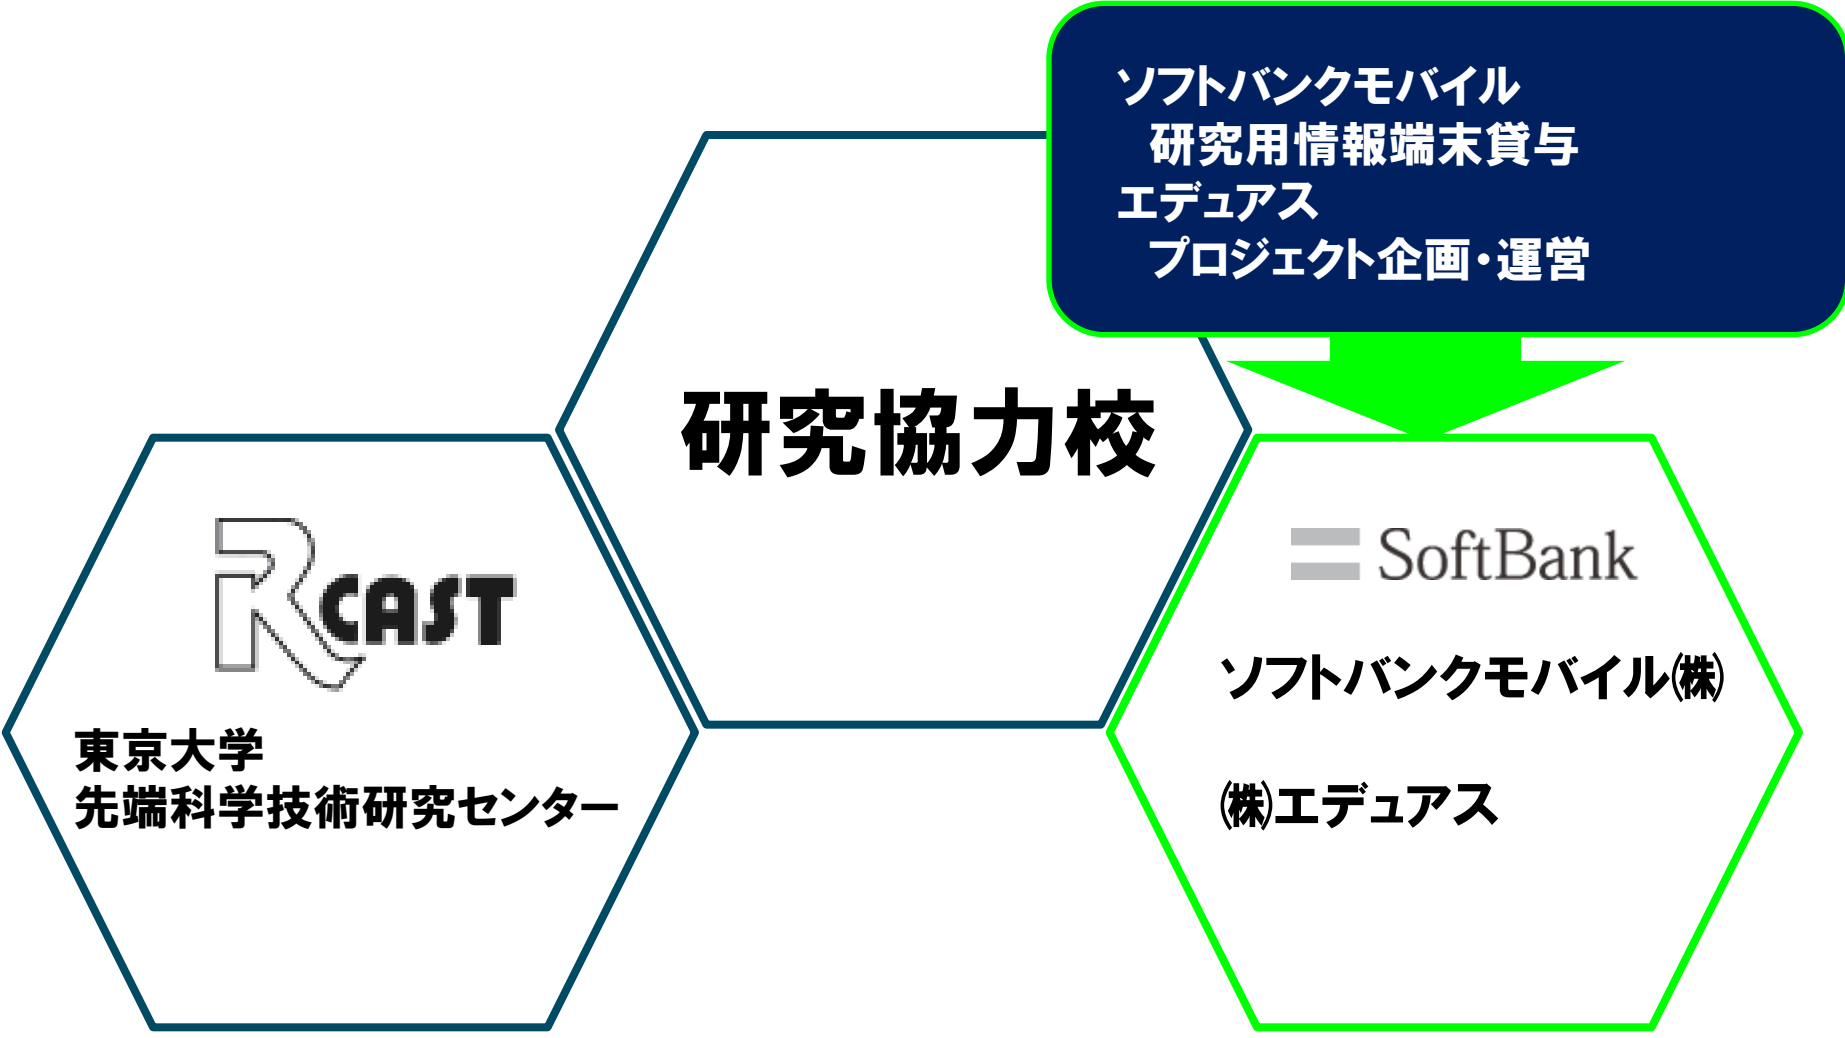 ソフトバンクモバイル
研究用情報端末貸与
エデュアス
プロジェクト企画・運営
研究協力校
RCAST
東京大学
先端科学技術研究センター
SoftBank
ソフトバンクモバイル㈱
㈱エデュアス